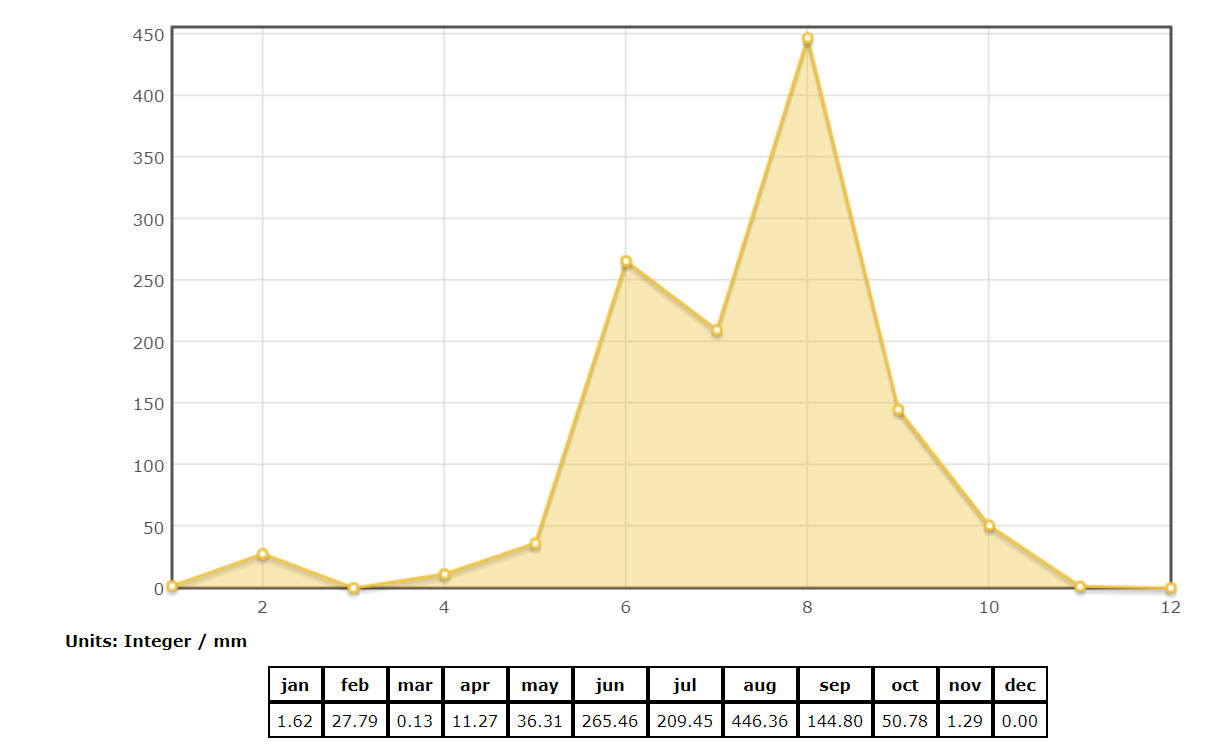 450
400
350
300
250
200
150
100
50
0
2 4 6 8 10 12
Units: Integer / mm
jan feb mar apr may jun jul aug sep oct nov dec
1.62 27.79 0.13 11.27 36.31 265.46 209.45 446.36 144.80 50.78 1.29 0.00